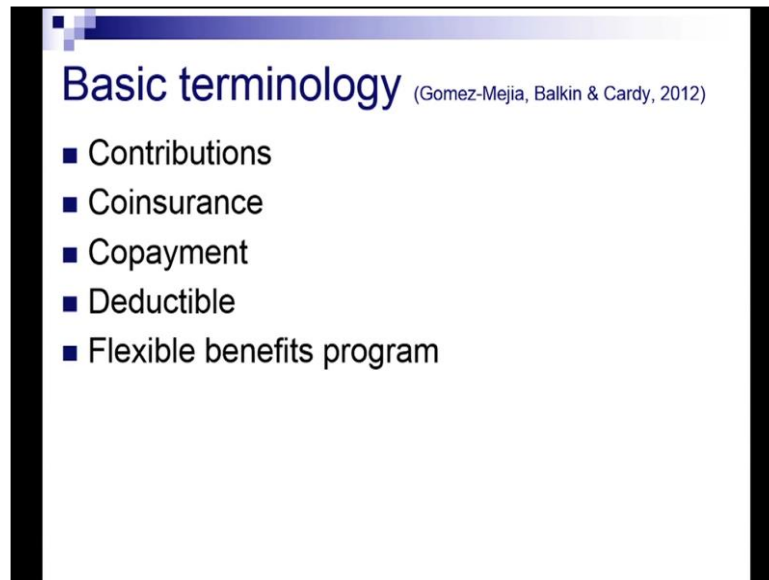 Basic terminology (Gomez-Mejia, Balkin & Cardy, 2012)
Contributions
Coinsurance
Copayment
Deductible
Flexible benefits program